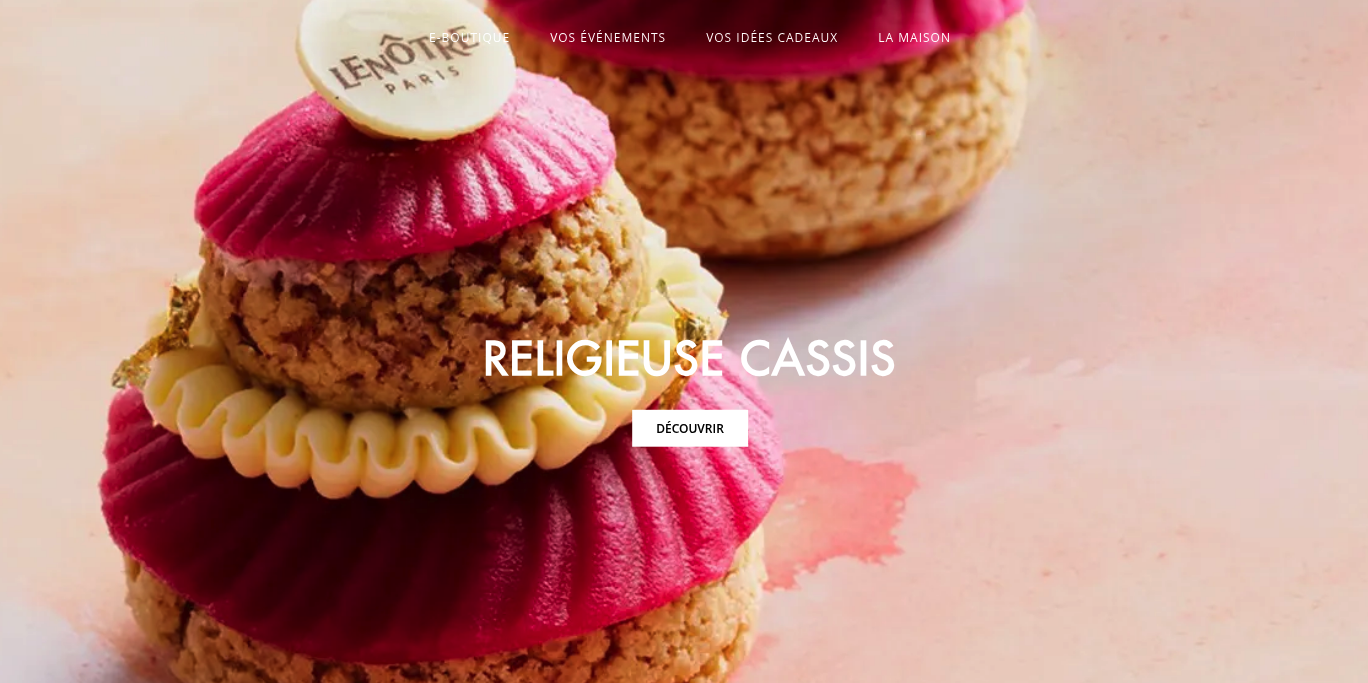 E-BOUTIQUE VOS ÉVÉNEMENTS VOS IDÉES CADEAUX LA MAISON
LENÔTRE
PARIS
RELIGIEUSE CASSIS
DÉCOUVRIR